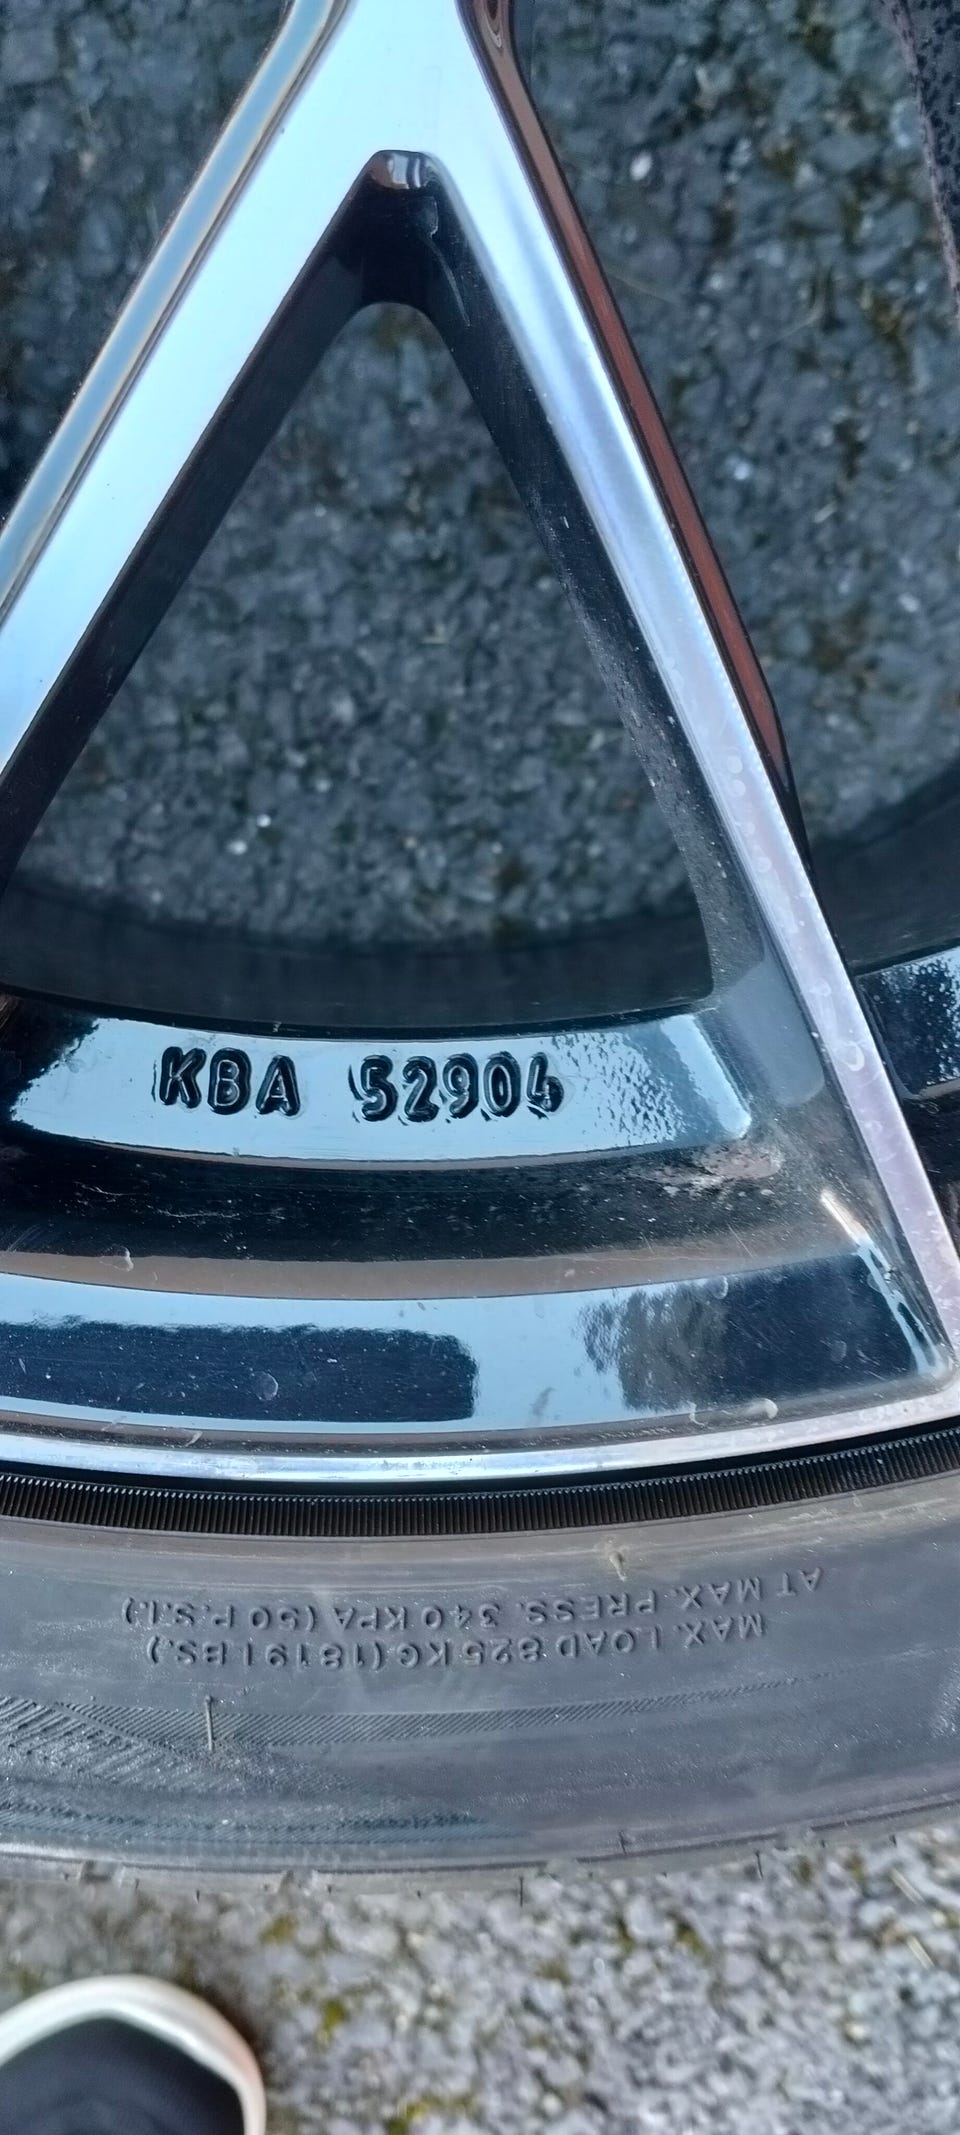 KBA 52904
MAX. LOAD 825 KG (1819 LBS.)
AT MAX. PRESS. 340 KPA (50 P.S.I.)